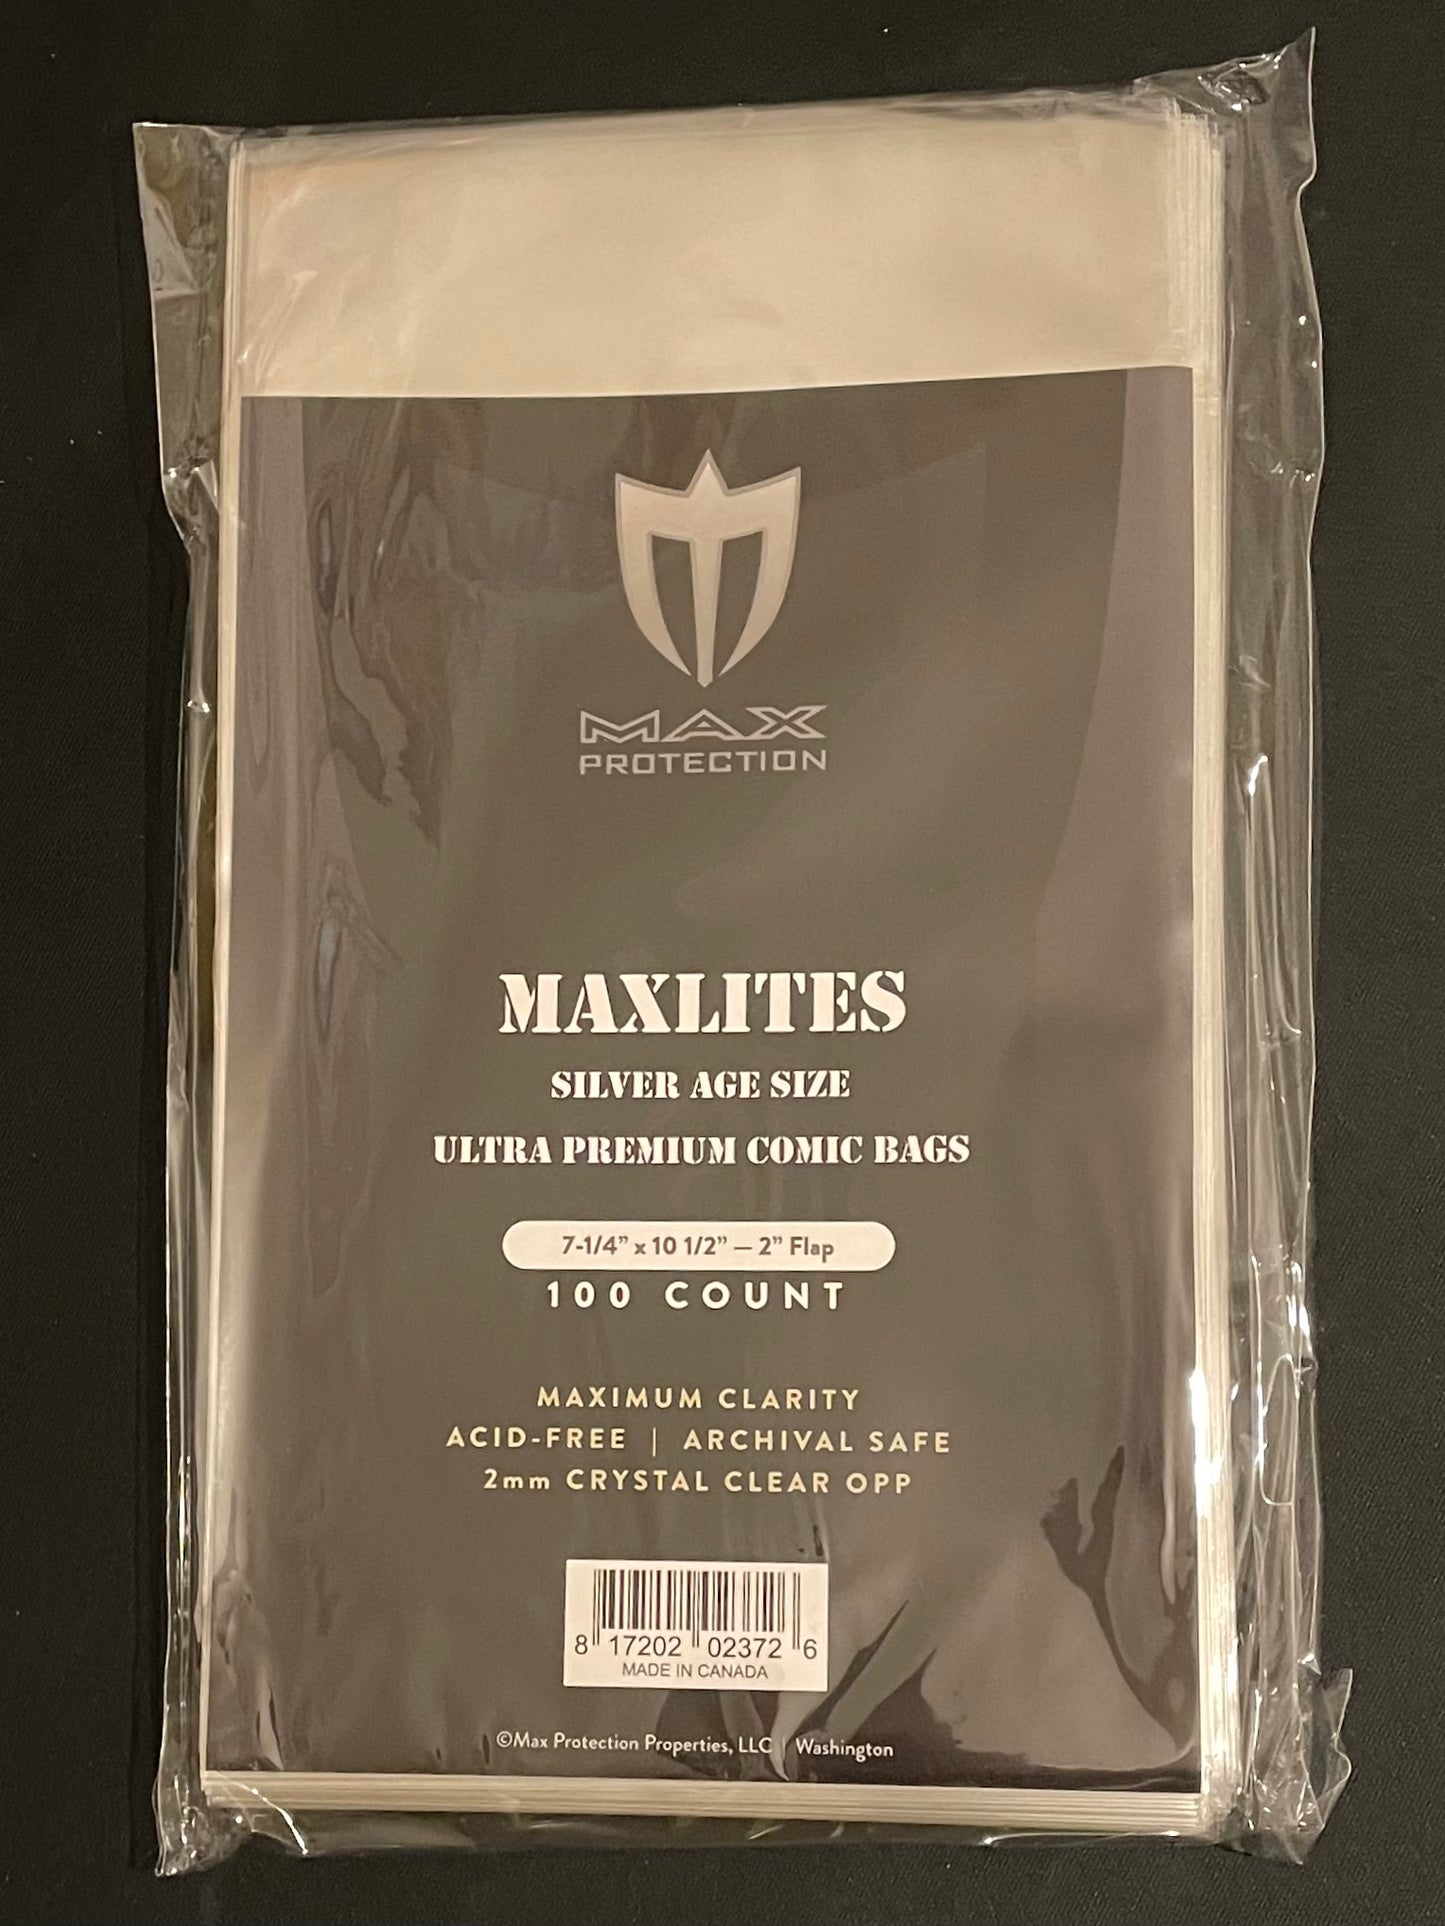 MAX
PROTECTION
MAXLITES
SILVER AGE SIZE
ULTRA PREMIUM COMIC BAGS
7-1/4” x 10 1/2” — 2” Flap
100 COUNT
MAXIMUM CLARITY
ACID-FREE | ARCHIVAL SAFE
2mm CRYSTAL CLEAR OPP
8 17202 02372 6
MADE IN CANADA
©Max Protection Properties, LLC | Washington